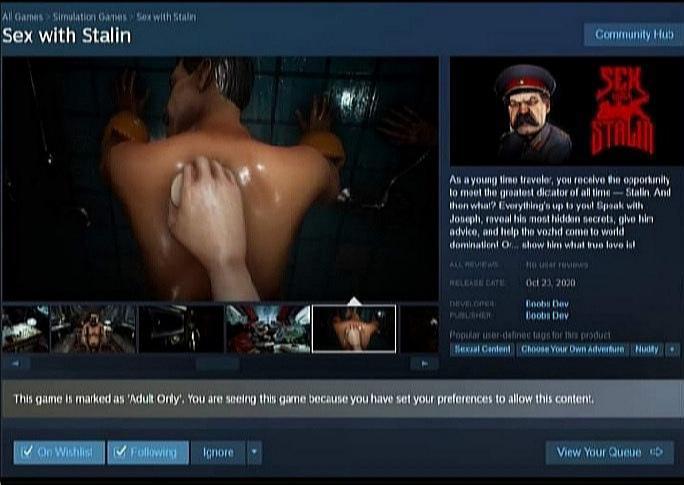 All Games > Simulation Games > Sex with Stalin
Sex with Stalin
Community Hub
SEX
WITH
STALIN
As a young time traveler, you receive the opportunity
to meet the greatest dictator of all time — Stalin. And
then what? Everything's up to you! Speak with
Joseph, reveal his most hidden secrets, give him
advice, and help the vozhd come to world
domination! Or... show him what true love is!
ALL REVIEWS: No user reviews
RELEASE DATE: Oct 23, 2020
DEVELOPER: Boobs Dev
PUBLISHER: Boobs Dev
Popular user-defined tags for this product
Sexual Content Choose Your Own Adventure Nudity +
This game is marked as 'Adult Only'. You are seeing this game because you have set your preferences to allow this content.
On Wishlist Following Ignore View Your Queue